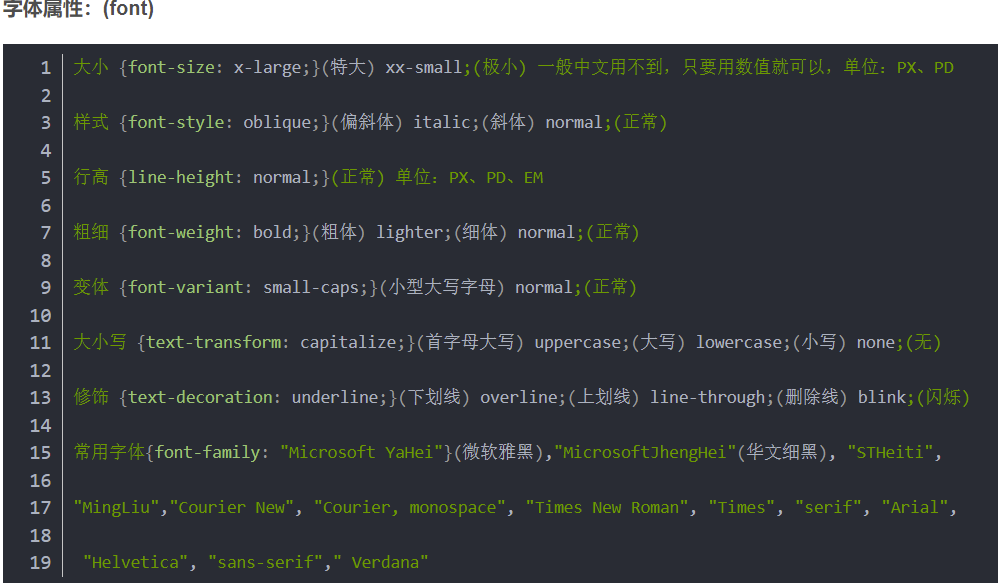 字体属性：(font)
1 大小 {font-size: x-large;}(特大) xx-small;(极小) 一般中文用不到，只要用数值就可以，单位：PX、PD
2
3 样式 {font-style: oblique;}(偏斜体) italic;(斜体) normal;(正常)
4
5 行高 {line-height: normal;}(正常) 单位：PX、PD、EM
6
7 粗细 {font-weight: bold;}(粗体) lighter;(细体) normal;(正常)
8
9 变体 {font-variant: small-caps;}(小型大写字母) normal;(正常)
10
11 大小写 {text-transform: capitalize;}(首字母大写) uppercase;(大写) lowercase;(小写) none;(无)
12
13 修饰 {text-decoration: underline;}(下划线) overline;(上划线) line-through;(删除线) blink;(闪烁)
14
15 常用字体{font-family: "Microsoft YaHei"}(微软雅黑),"MicrosoftJhengHei"(华文细黑), "STHeiti",
16
17 "MingLiu","Courier New", "Courier, monospace", "Times New Roman", "Times", "serif", "Arial",
18
19 "Helvetica", "sans-serif"," Verdana"